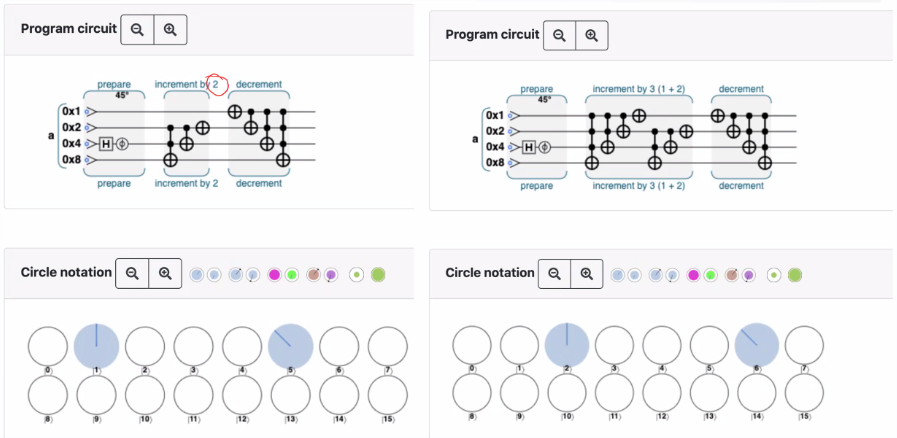 Program circuit
prepare increment by 2 decrement
45°
0x1
0x2
a
0x4 H
0x8
prepare increment by 2 decrement
Circle notation
|0⟩ |1⟩ |2⟩ |3⟩ |4⟩ |5⟩ |6⟩ |7⟩
|8⟩ |9⟩ |10⟩ |11⟩ |12⟩ |13⟩ |14⟩ |15⟩
Program circuit
prepare increment by 3 (1 + 2) decrement
45°
0x1
0x2
a
0x4 H
0x8
prepare increment by 3 (1 + 2) decrement
Circle notation
|0⟩ |1⟩ |2⟩ |3⟩ |4⟩ |5⟩ |6⟩ |7⟩
|8⟩ |9⟩ |10⟩ |11⟩ |12⟩ |13⟩ |14⟩ |15⟩